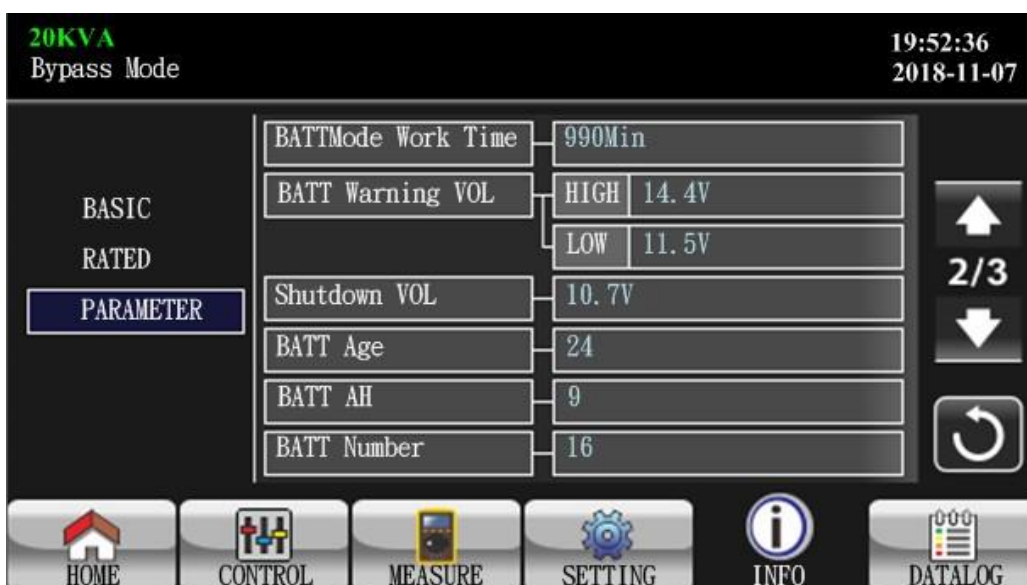 20KVA
Bypass Mode
19:52:36
2018-11-07
BASIC
RATED
PARAMETER
BATTMode Work Time 990Min
BATT Warning VOL HIGH 14.4V
LOW 11.5V
Shutdown VOL 10.7V
BATT Age 24
BATT AH 9
BATT Number 16
2/3
HOME CONTROL MEASURE SETTING INFO DATALOG